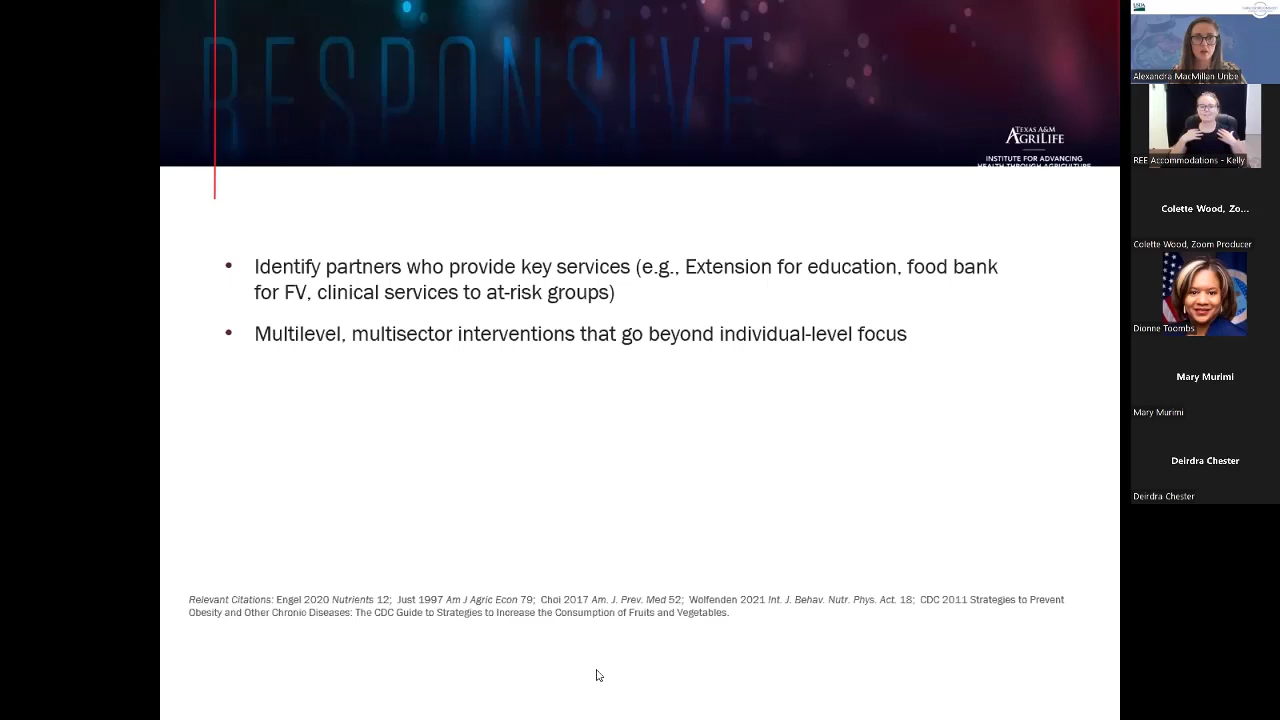 RESPONSIVE
TEXAS A&M
AGRILIFE
INSTITUTE FOR ADVANCING
HEALTH THROUGH AGRICULTURE
• Identify partners who provide key services (e.g., Extension for education, food bank
for FV, clinical services to at-risk groups)
• Multilevel, multisector interventions that go beyond individual-level focus
Relevant Citations: Engel 2020 Nutrients 12; Just 1997 Am J Agric Econ 79; Choi 2017 Am. J. Prev. Med 52; Wolfenden 2021 Int. J. Behav. Nutr. Phys. Act. 18; CDC 2011 Strategies to Prevent
Obesity and Other Chronic Diseases: The CDC Guide to Strategies to Increase the Consumption of Fruits and Vegetables.
USDA
Alexandra MacMillan Uribe
REE Accommodations - Kelly
Colette Wood, Zo...
Colette Wood, Zoom Producer
Dionne Toombs
Mary Murimi
Mary Murimi
Deirdra Chester
Deirdra Chester